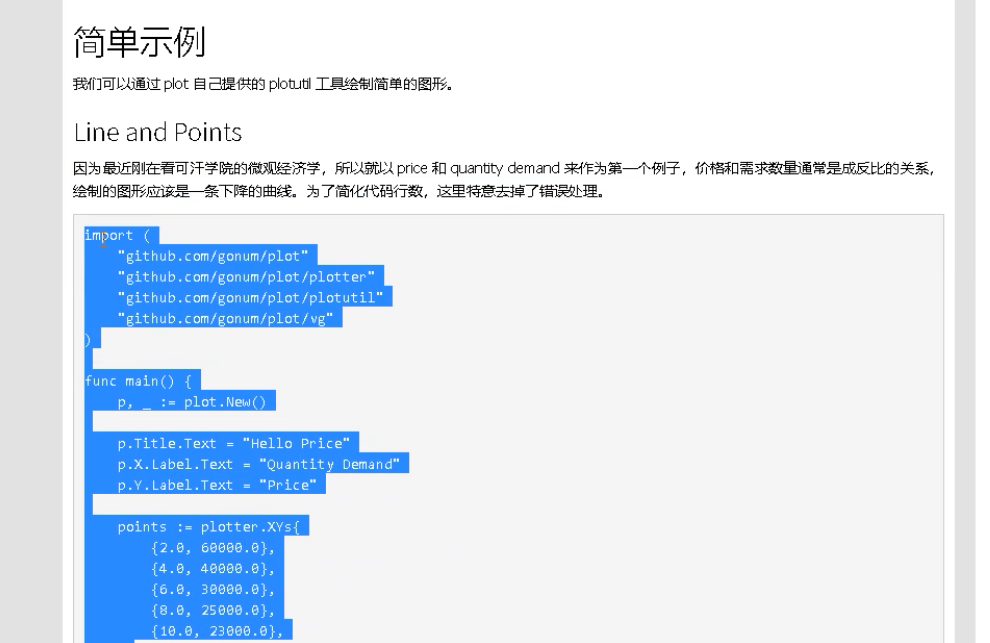 简单示例
我们可以通过 plot 自己提供的 plotutil 工具绘制简单的图形。
Line and Points
因为最近刚在看可汗学院的微观经济学，所以就以 price 和 quantity demand 来作为第一个例子，价格和需求数量通常是成反比的关系，
绘制的图形应该是一条下降的曲线。为了简化代码行数，这里特意去掉了错误处理。
import (
    "github.com/gonum/plot"
    "github.com/gonum/plot/plotter"
    "github.com/gonum/plot/plotutil"
    "github.com/gonum/plot/vg"
)
func main() {
    p, _ := plot.New()
    p.Title.Text = "Hello Price"
    p.X.Label.Text = "Quantity Demand"
    p.Y.Label.Text = "Price"
    points := plotter.XYs{
        {2.0, 60000.0},
        {4.0, 40000.0},
        {6.0, 30000.0},
        {8.0, 25000.0},
        {10.0, 23000.0},